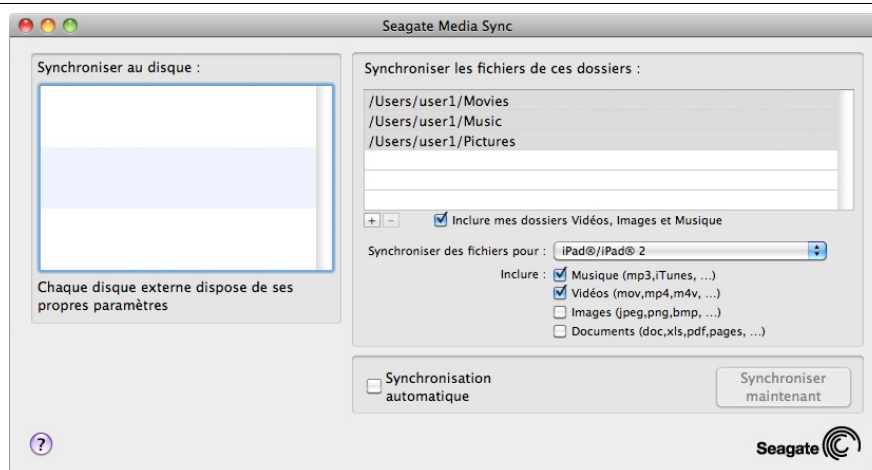 Seagate Media Sync
Synchroniser au disque :
Chaque disque externe dispose de ses
propres paramètres
Synchroniser les fichiers de ces dossiers :
/Users/user1/Movies
/Users/user1/Music
/Users/user1/Pictures
+ − Inclure mes dossiers Vidéos, Images et Musique
Synchroniser des fichiers pour : iPad®/iPad® 2
Inclure : Musique (mp3,iTunes, ...)
Vidéos (mov,mp4,m4v, ...)
Images (jpeg,png,bmp, ...)
Documents (doc,xls,pdf,pages, ...)
Synchronisation
automatique
Synchroniser
maintenant
?
Seagate